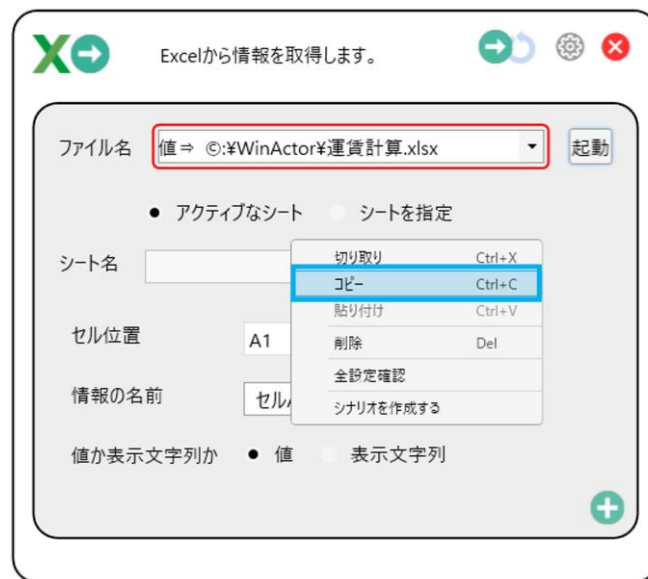 Excelから情報を取得します。
ファイル名 値⇒ ©:¥WinActor¥運賃計算.xlsx 起動
アクティブなシート シートを指定
シート名
切り取り Ctrl+X
コピー Ctrl+C
貼り付け Ctrl+V
セル位置 A1
削除 Del
全設定確認
情報の名前 セル
シナリオを作成する
値か表示文字列か 値 表示文字列